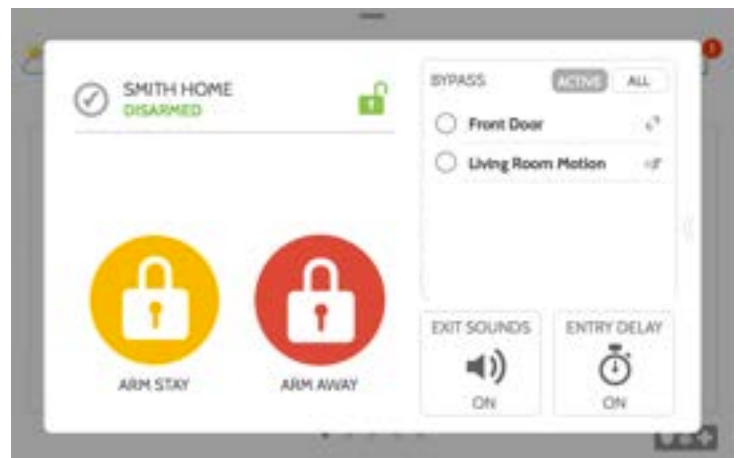 SMITH HOME
DISARMED
BYPASS
ACTIVE
ALL
Front Door
Living Room Motion
ARM STAY
ARM AWAY
EXIT SOUNDS
ON
ENTRY DELAY
ON